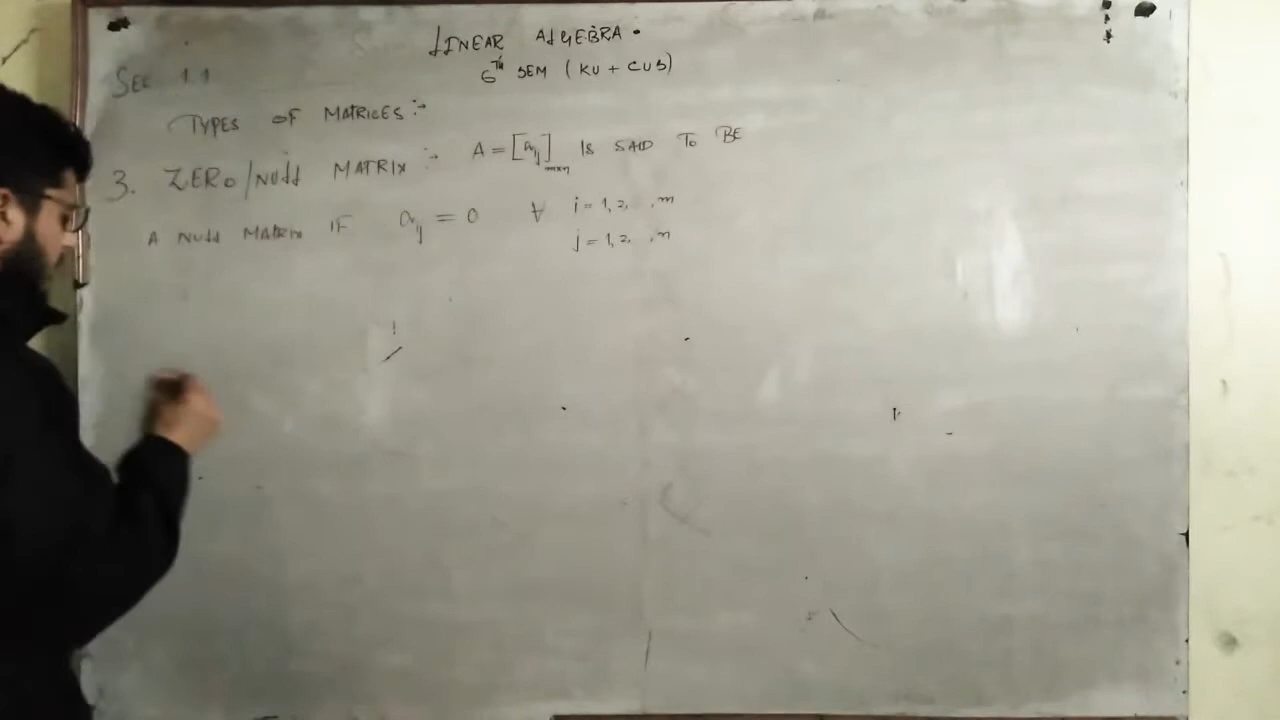 LINEAR ALGEBRA.
6TH SEM (KU + CUS)
SEC 1.1
TYPES OF MATRICES :-
3. ZERO/NULL MATRIX :- A = [aij]m×n IS SAID TO BE
A NULL MATRIX IF aij = 0 ∀ i = 1, 2, .., m
j = 1, 2, .., n